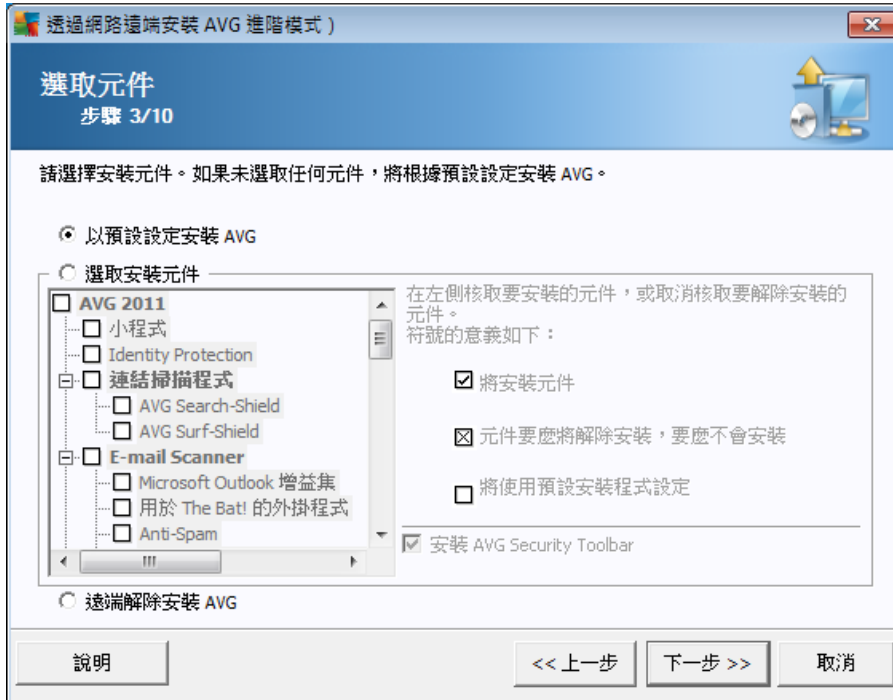 透過網路遠端安裝 AVG 進階模式 )
選取元件
步驟 3/10
請選擇安裝元件。如果未選取任何元件，將根據預設設定安裝 AVG。
以預設設定安裝 AVG
選取安裝元件
AVG 2011
小程式
Identity Protection
連結掃描程式
AVG Search-Shield
AVG Surf-Shield
E-mail Scanner
Microsoft Outlook 增益集
用於 The Bat! 的外掛程式
Anti-Spam
在左側核取要安裝的元件，或取消核取要解除安裝的
元件。
符號的意義如下：
將安裝元件
元件要麼將解除安裝，要麼不會安裝
將使用預設安裝程式設定
安裝 AVG Security Toolbar
遠端解除安裝 AVG
說明
<< 上一步
下一步 >>
取消